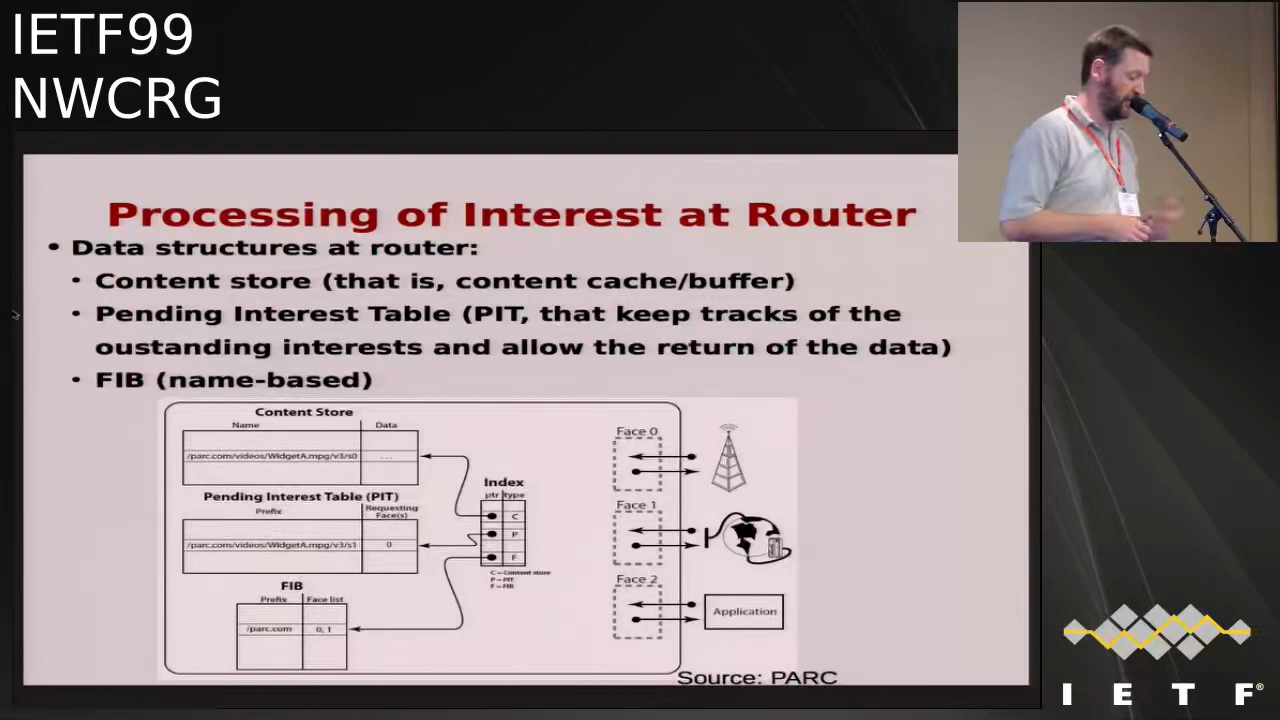 IETF99
NWCRG
Processing of Interest at Router
• Data structures at router:
• Content store (that is, content cache/buffer)
• Pending Interest Table (PIT, that keep tracks of the
oustanding interests and allow the return of the data)
• FIB (name-based)
Content Store
Name Data
/parc.com/videos/WidgetA.mpg/v3/s0 ...
Pending Interest Table (PIT)
Prefix Requesting
Face(s)
/parc.com/videos/WidgetA.mpg/v3/s1 0
FIB
Prefix Face list
/parc.com 0, 1
Index
ptr type
C
P
F
C = Content store
P = PIT
F = FIB
Face 0
Face 1
Face 2
Application
Source: PARC
I E T F®